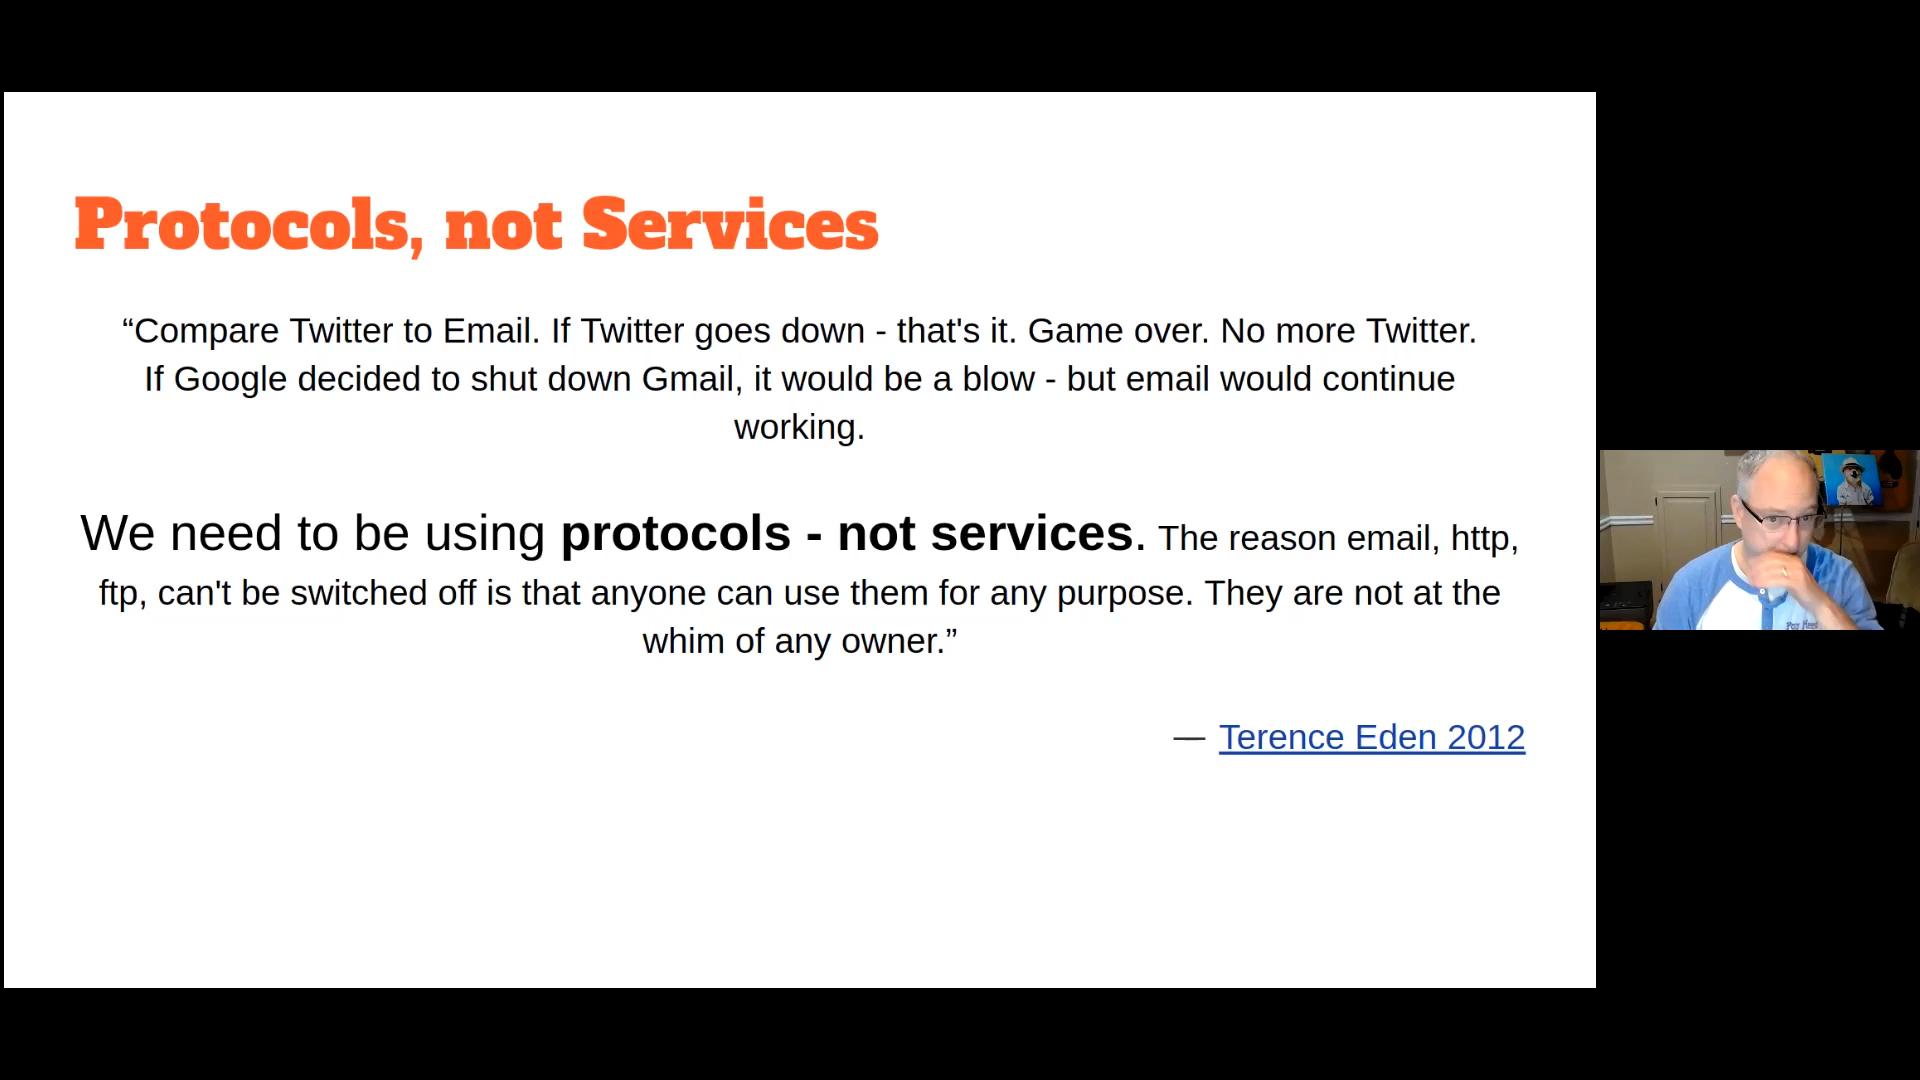 Protocols, not Services
“Compare Twitter to Email. If Twitter goes down - that's it. Game over. No more Twitter.
If Google decided to shut down Gmail, it would be a blow - but email would continue
working.
We need to be using protocols - not services. The reason email, http,
ftp, can't be switched off is that anyone can use them for any purpose. They are not at the
whim of any owner.”
— Terence Eden 2012